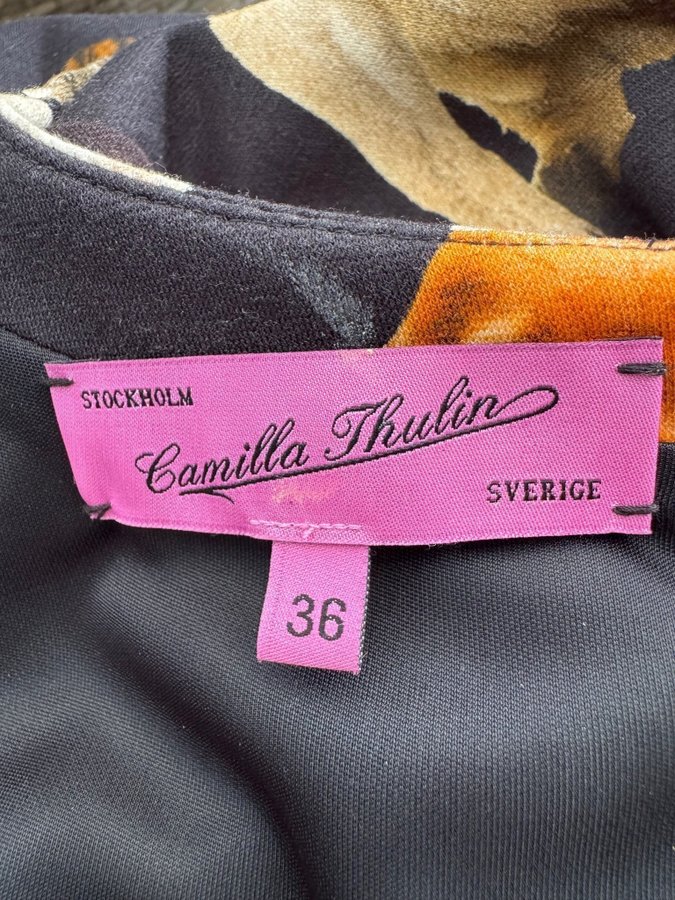 STOCKHOLM
Camilla Thulin
SVERIGE
36